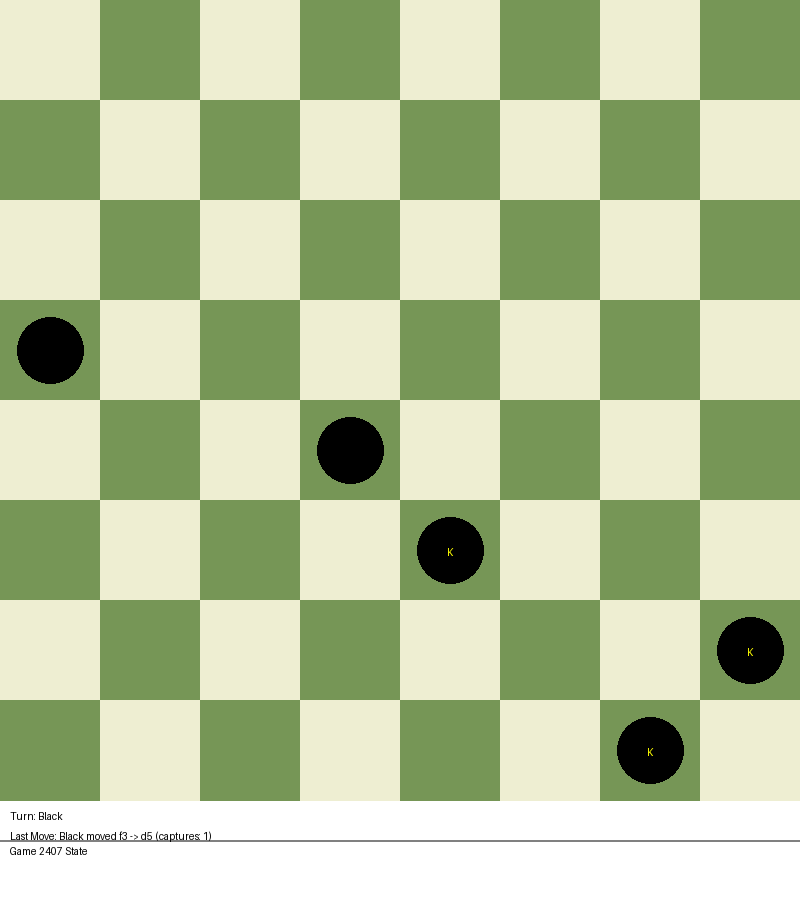 K
K
K
Turn: Black
Last Move: Black moved f3 -> d5 (captures: 1)
Game 2407 State